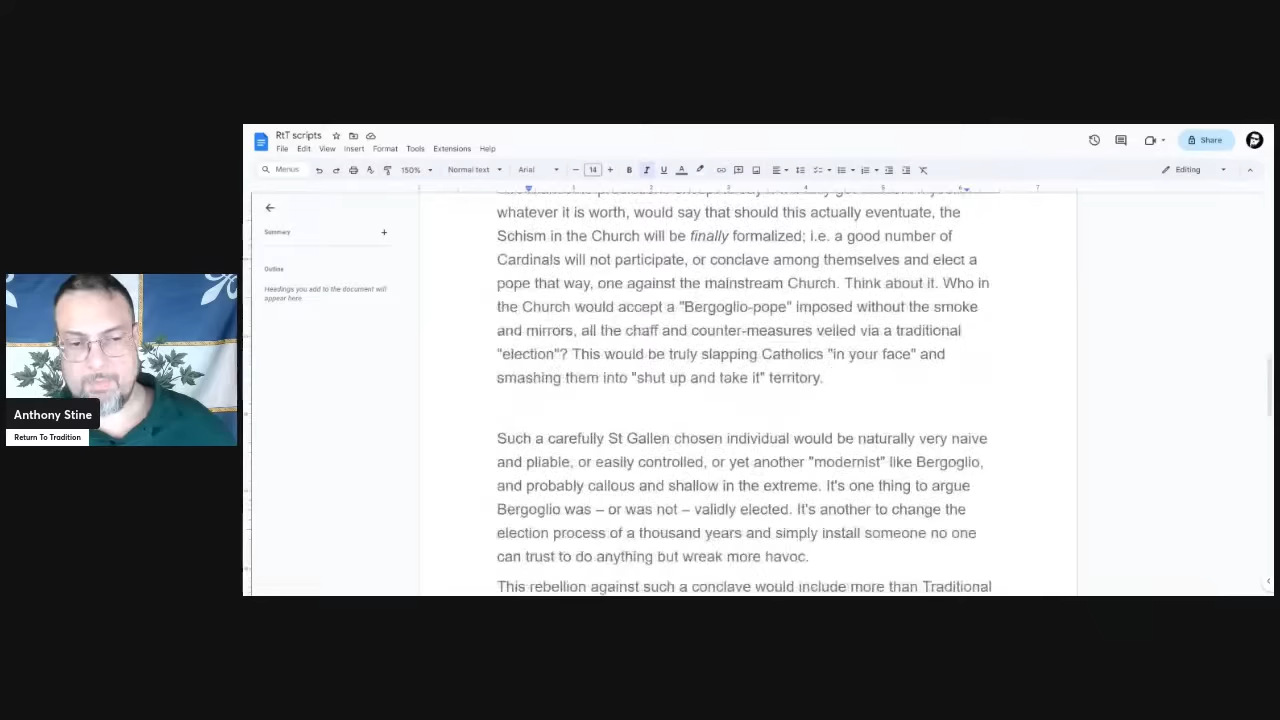 RtT scripts
File Edit View Insert Format Tools Extensions Help
Share
Menus
150%
Normal text
Arial
14
Editing
1 2 3 4 5 6 7
whatever it is worth, would say that should this actually eventuate, the
Summary
Schism in the Church will be finally formalized; i.e. a good number of
Cardinals will not participate, or conclave among themselves and elect a
Outline
pope that way, one against the mainstream Church. Think about it. Who in
Headings you add to the document will
appear here.
the Church would accept a "Bergoglio-pope" imposed without the smoke
and mirrors, all the chaff and counter-measures veiled via a traditional
"election"? This would be truly slapping Catholics "in your face" and
smashing them into "shut up and take it" territory.
Anthony Stine
Return To Tradition
Such a carefully St Gallen chosen individual would be naturally very naive
and pliable, or easily controlled, or yet another "modernist" like Bergoglio,
and probably callous and shallow in the extreme. It's one thing to argue
Bergoglio was – or was not – validly elected. It's another to change the
election process of a thousand years and simply install someone no one
can trust to do anything but wreak more havoc.
This rebellion against such a conclave would include more than Traditional